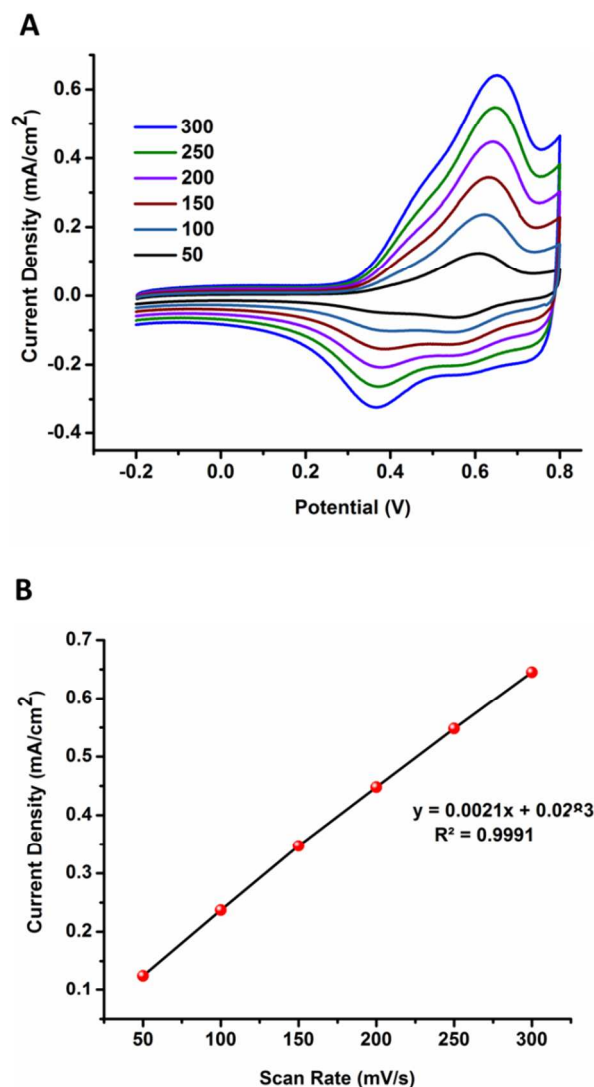 A
Current Density (mA/cm²)
0.6
0.4
0.2
0.0
-0.2
-0.4
300
250
200
150
100
50
-0.2 0.0 0.2 0.4 0.6 0.8
Potential (V)
B
Current Density (mA/cm²)
0.7
0.6
0.5
0.4
0.3
0.2
0.1
y = 0.0021x +
R² = 0.9991
50 100 150 200 250 300
Scan Rate (mV/s)